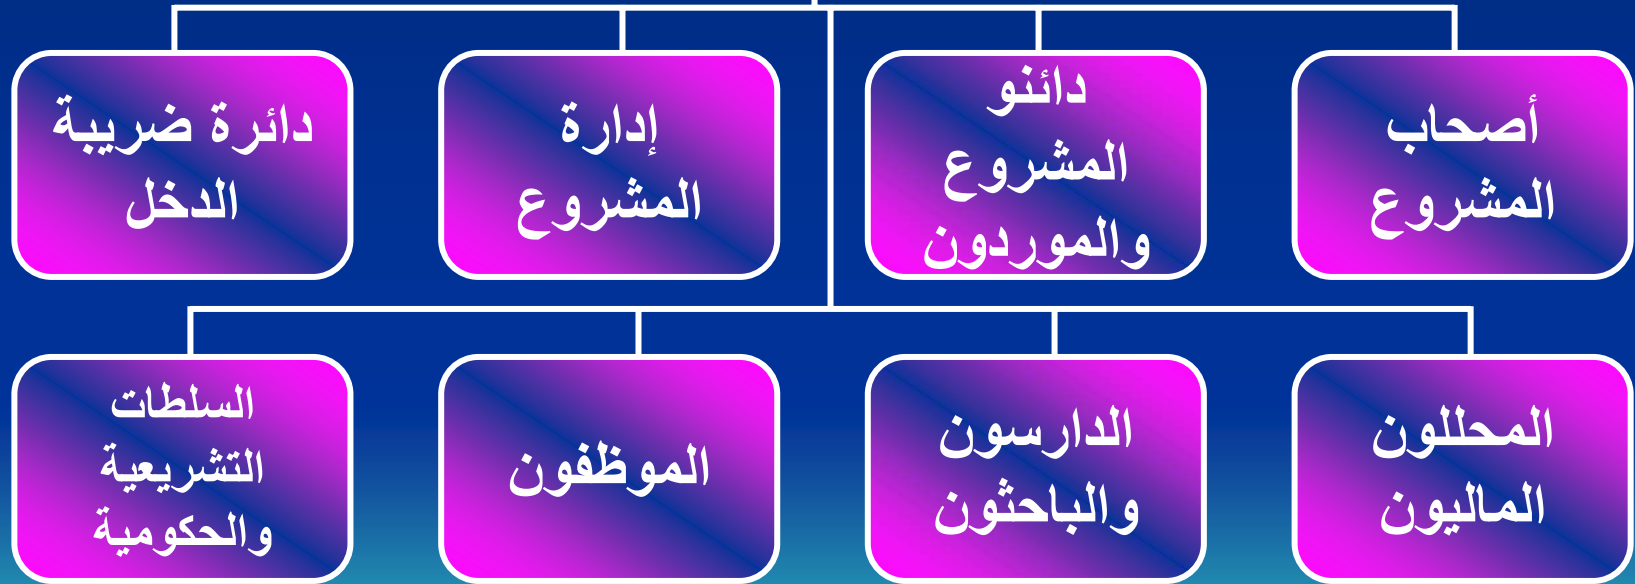 أصحاب
المشروع
دائنو
المشروع
والموردون
إدارة
المشروع
دائرة ضريبة
الدخل
المحللون
الماليون
الدارسون
والباحثون
الموظفون
السلطات
التشريعية
والحكومية